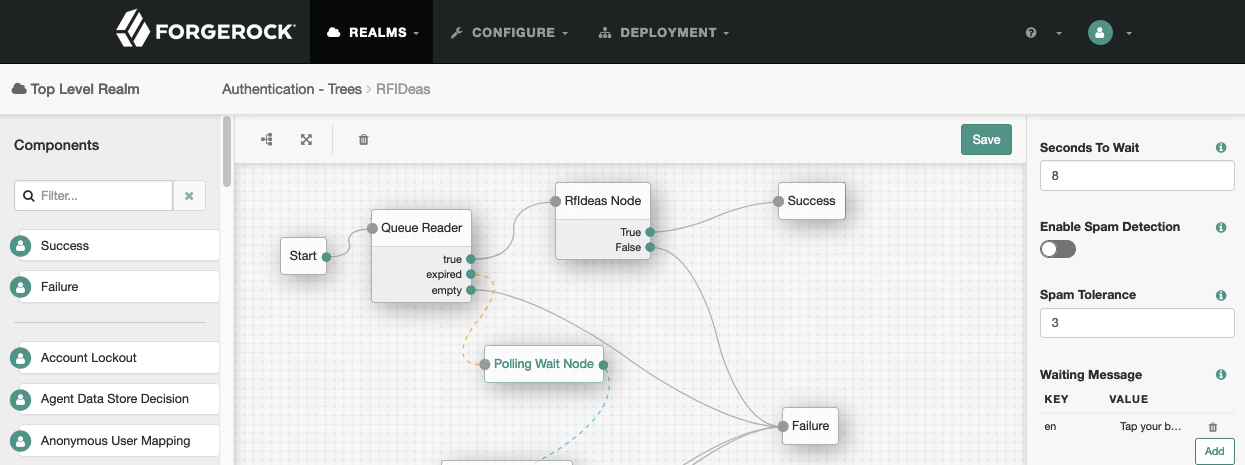 FORGEROCK
REALMS
CONFIGURE
DEPLOYMENT
?
Top Level Realm
Authentication - Trees > RFIDeas
Components
Filter...
Success
Failure
Account Lockout
Agent Data Store Decision
Anonymous User Mapping
Save
Start
Queue Reader
true
expired
empty
RfIdeas Node
True
False
Success
Polling Wait Node
Failure
Seconds To Wait
8
Enable Spam Detection
Spam Tolerance
3
Waiting Message
KEY VALUE
en Tap your b...
Add